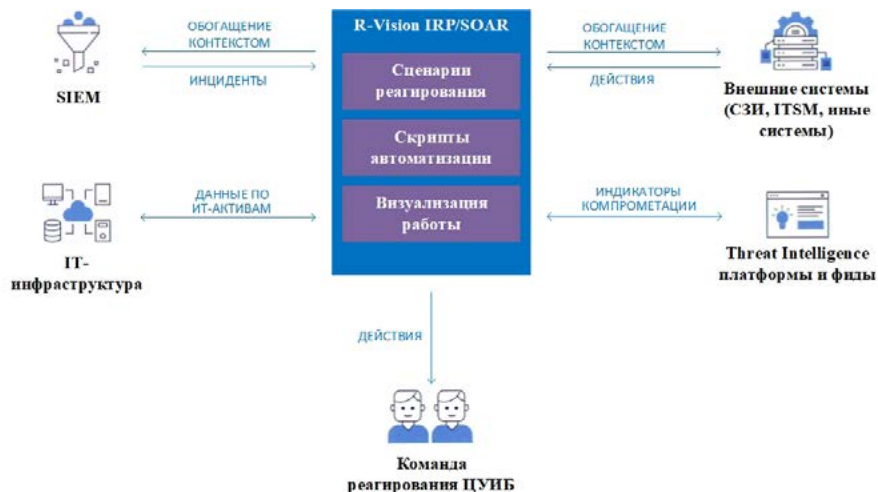 ОБОГАЩЕНИЕ
КОНТЕКСТОМ
ИНЦИДЕНТЫ
SIEM
R-Vision IRP/SOAR
Сценарии
реагирования
Скрипты
автоматизации
Визуализация
работы
ОБОГАЩЕНИЕ
КОНТЕКСТОМ
ДЕЙСТВИЯ
Внешние системы
(СЗИ, ITSM, иные
системы)
ДАННЫЕ ПО
ИТ-АКТИВАМ
IT-
инфраструктура
ИНДИКАТОРЫ
КОМПРОМЕТАЦИИ
Threat Intelligence
платформы и фиды
ДЕЙСТВИЯ
Команда
реагирования ЦУИБ